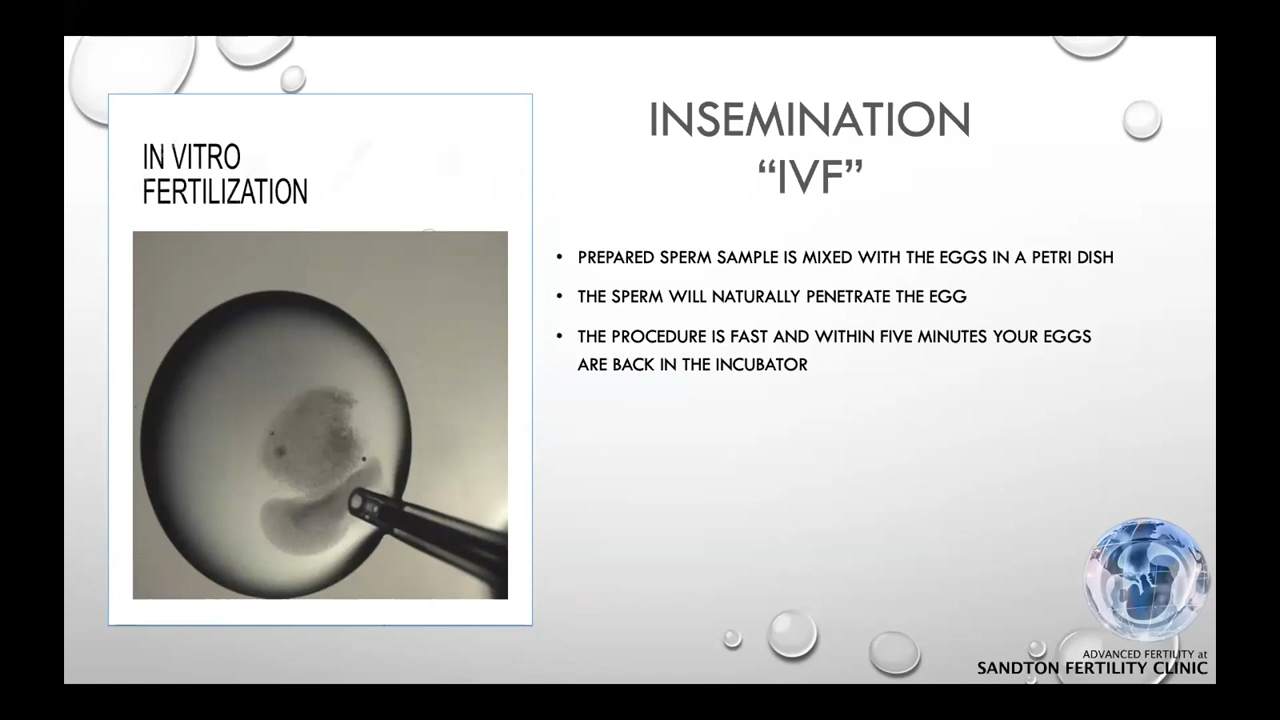 IN VITRO
FERTILIZATION
INSEMINATION
“IVF”
• PREPARED SPERM SAMPLE IS MIXED WITH THE EGGS IN A PETRI DISH
• THE SPERM WILL NATURALLY PENETRATE THE EGG
• THE PROCEDURE IS FAST AND WITHIN FIVE MINUTES YOUR EGGS
ARE BACK IN THE INCUBATOR
ADVANCED FERTILITY at
SANDTON FERTILITY CLINIC